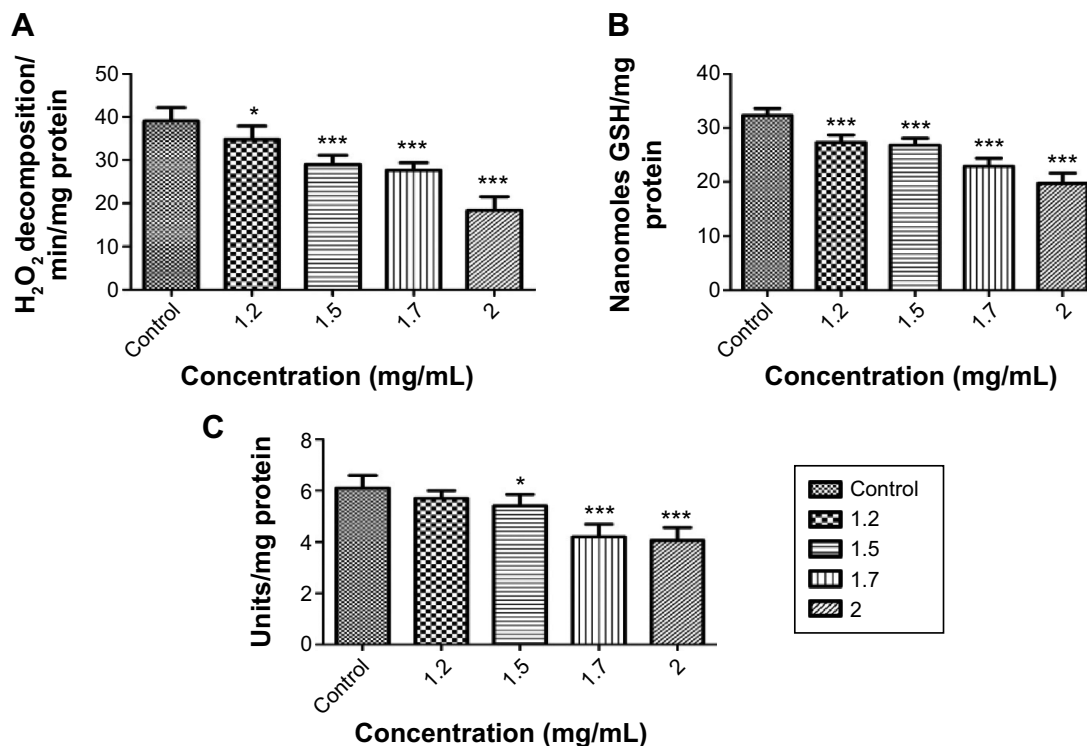 A
H₂O₂ decomposition/
min/mg protein
50
40
30
20
10
0
*
***
***
***
Control
1.2
1.5
1.7
2
Concentration (mg/mL)
B
Nanomoles GSH/mg
protein
40
30
20
10
0
***
***
***
***
Control
1.2
1.5
1.7
2
Concentration (mg/mL)
C
Units/mg protein
8
6
4
2
0
*
***
***
Control
1.2
1.5
1.7
2
Concentration (mg/mL)
Control
1.2
1.5
1.7
2